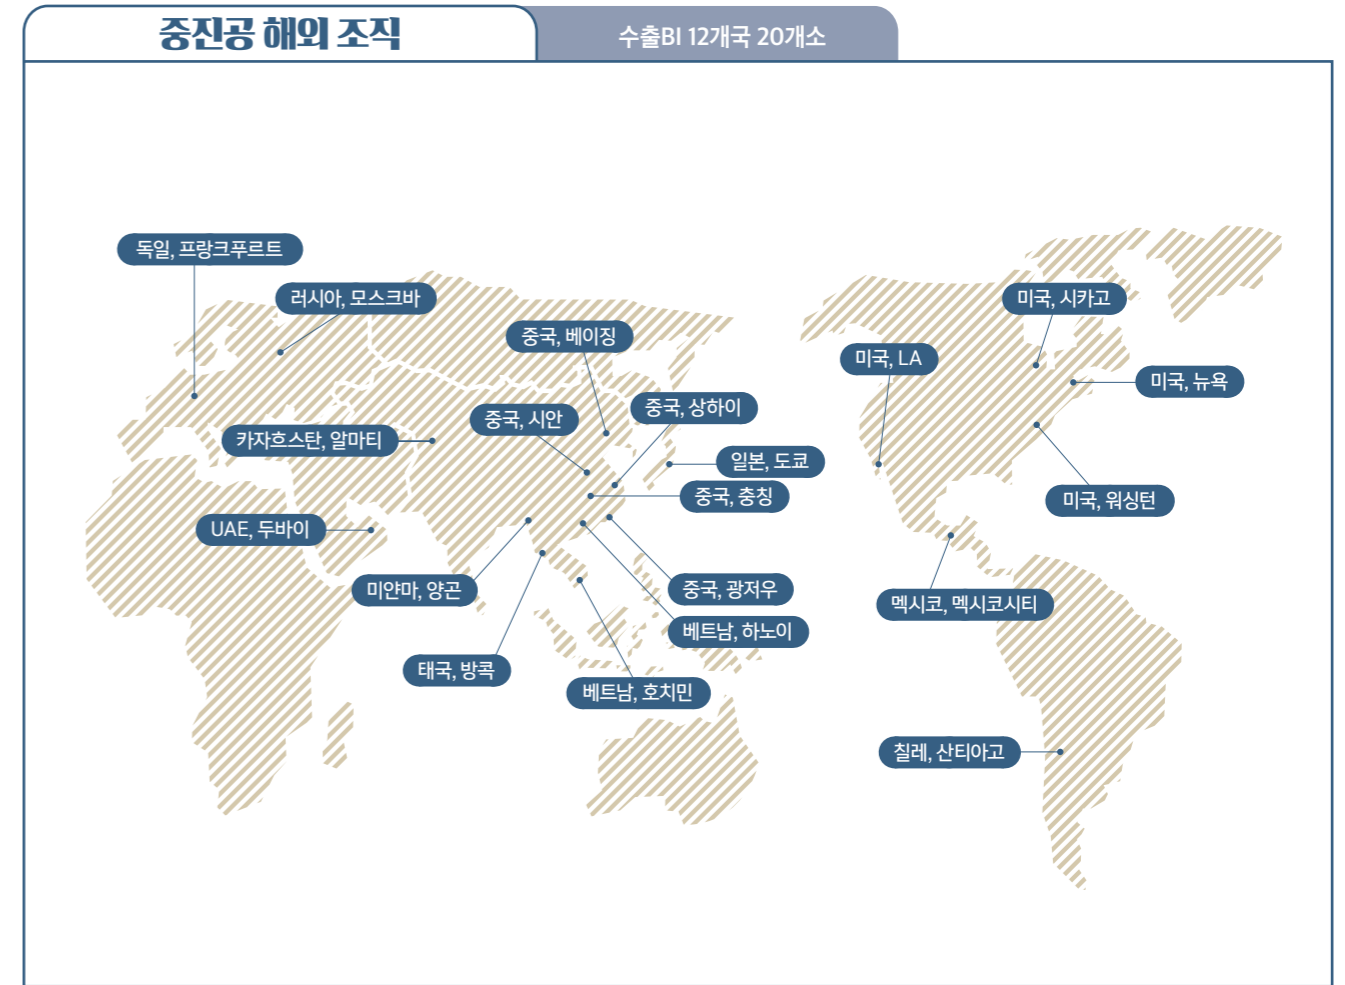 중진공 해외 조직
수출BI 12개국 20개소
독일, 프랑크푸르트
러시아, 모스크바
미국, 시카고
중국, 베이징
미국, LA
미국, 뉴욕
중국, 상하이
중국, 시안
카자흐스탄, 알마티
일본, 도쿄
중국, 충칭
미국, 워싱턴
UAE, 두바이
미얀마, 양곤
중국, 광저우
멕시코, 멕시코시티
베트남, 하노이
태국, 방콕
베트남, 호치민
칠레, 산티아고